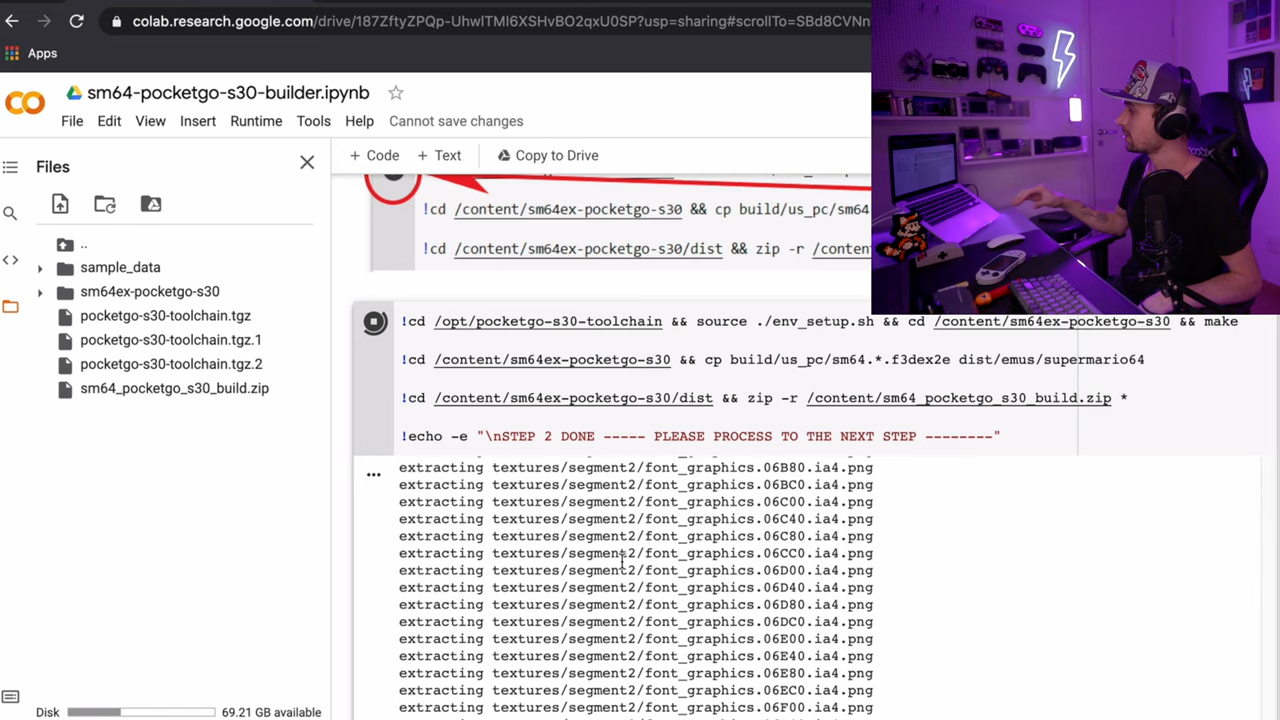 colab.research.google.com/drive/187ZftyZPQp-UhwITMI6XSHvBO2qxU0SP?usp=sharing#scrollTo=SBd8CVNn
Apps
sm64-pocketgo-s30-builder.ipynb
File Edit View Insert Runtime Tools Help Cannot save changes
Files
+ Code + Text Copy to Drive
..
sample_data
sm64ex-pocketgo-s30
pocketgo-s30-toolchain.tgz
pocketgo-s30-toolchain.tgz.1
pocketgo-s30-toolchain.tgz.2
sm64_pocketgo_s30_build.zip
Disk 69.21 GB available
!cd /content/sm64ex-pocketgo-s30 && cp build/us_pc/sm64
!cd /content/sm64ex-pocketgo-s30/dist && zip -r /conten
!cd /opt/pocketgo-s30-toolchain && source ./env_setup.sh && cd /content/sm64ex-pocketgo-s30 && make
!cd /content/sm64ex-pocketgo-s30 && cp build/us_pc/sm64.*.f3dex2e dist/emus/supermario64
!cd /content/sm64ex-pocketgo-s30/dist && zip -r /content/sm64_pocketgo_s30_build.zip *
!echo -e "\nSTEP 2 DONE ----- PLEASE PROCESS TO THE NEXT STEP --------"
extracting textures/segment2/font_graphics.06B80.ia4.png
extracting textures/segment2/font_graphics.06BC0.ia4.png
extracting textures/segment2/font_graphics.06C00.ia4.png
extracting textures/segment2/font_graphics.06C40.ia4.png
extracting textures/segment2/font_graphics.06C80.ia4.png
extracting textures/segment2/font_graphics.06CC0.ia4.png
extracting textures/segment2/font_graphics.06D00.ia4.png
extracting textures/segment2/font_graphics.06D40.ia4.png
extracting textures/segment2/font_graphics.06D80.ia4.png
extracting textures/segment2/font_graphics.06DC0.ia4.png
extracting textures/segment2/font_graphics.06E00.ia4.png
extracting textures/segment2/font_graphics.06E40.ia4.png
extracting textures/segment2/font_graphics.06E80.ia4.png
extracting textures/segment2/font_graphics.06EC0.ia4.png
extracting textures/segment2/font_graphics.06F00.ia4.png